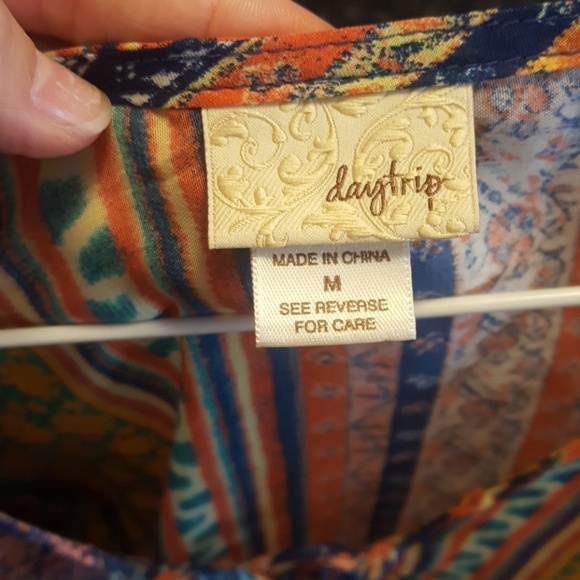 daytrip
MADE IN CHINA
M
SEE REVERSE
FOR CARE